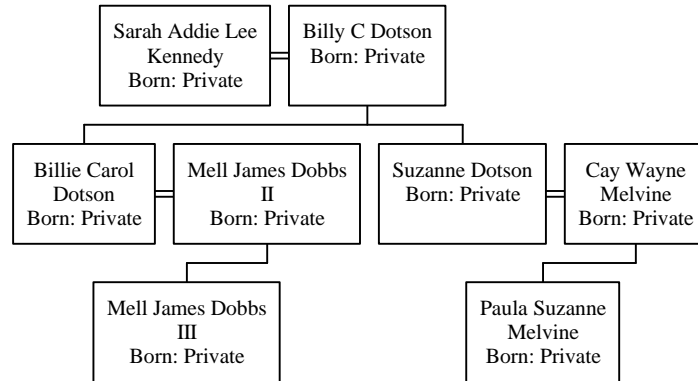 Sarah Addie Lee
Kennedy
Born: Private
Billy C Dotson
Born: Private
Billie Carol
Dotson
Born: Private
Mell James Dobbs
II
Born: Private
Suzanne Dotson
Born: Private
Cay Wayne
Melvine
Born: Private
Mell James Dobbs
III
Born: Private
Paula Suzanne
Melvine
Born: Private